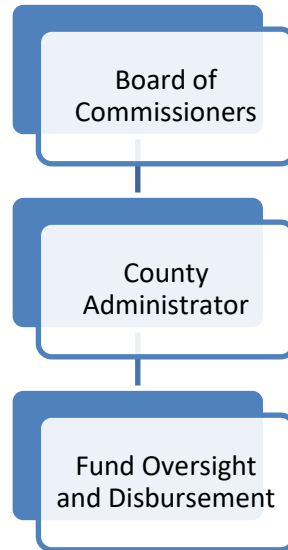 Board of
Commissioners
County
Administrator
Fund Oversight
and Disbursement